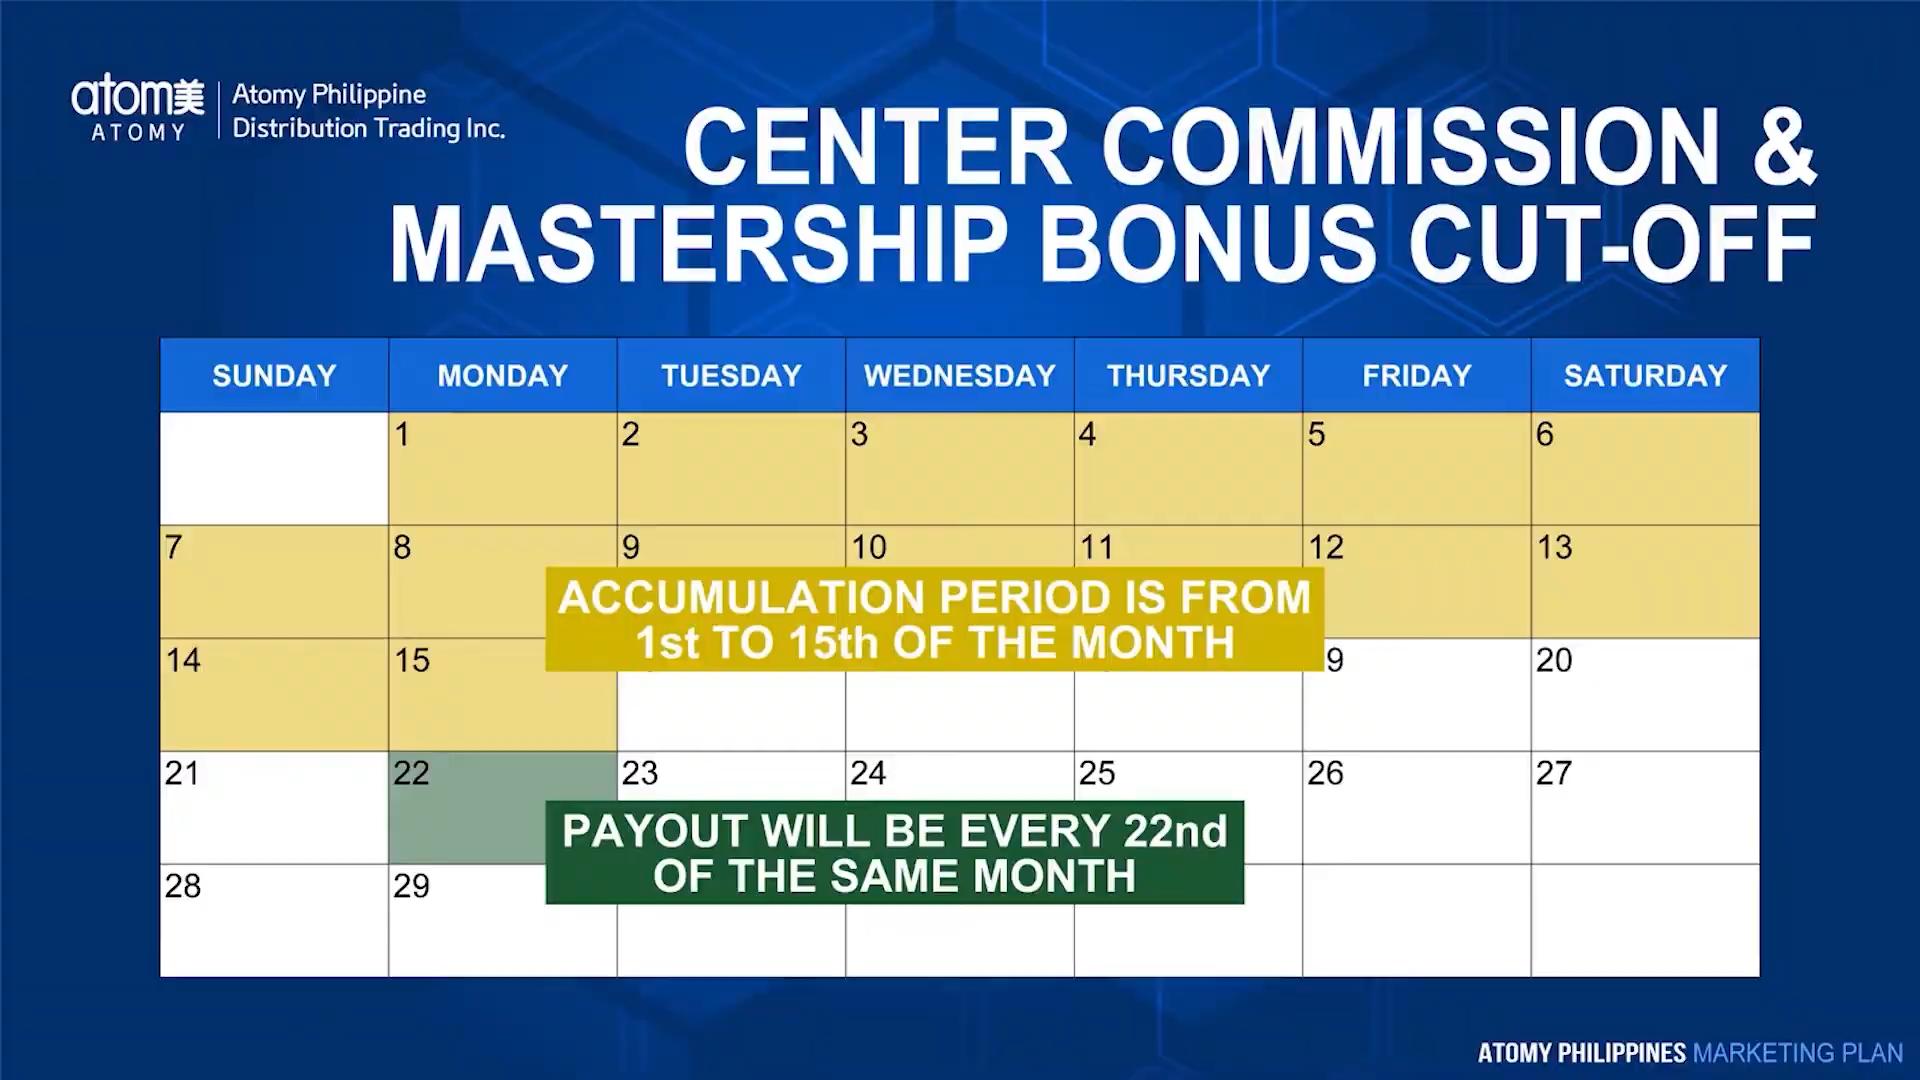 atom美
ATOMY
Atomy Philippine
Distribution Trading Inc.
CENTER COMMISSION &
MASTERSHIP BONUS CUT-OFF
SUNDAY MONDAY TUESDAY WEDNESDAY THURSDAY FRIDAY SATURDAY
1 2 3 4 5 6
7 8 9 10 11 12 13
ACCUMULATION PERIOD IS FROM
1st TO 15th OF THE MONTH
14 15 9 20
21 22 23 24 25 26 27
PAYOUT WILL BE EVERY 22nd
OF THE SAME MONTH
28 29
ATOMY PHILIPPINES MARKETING PLAN